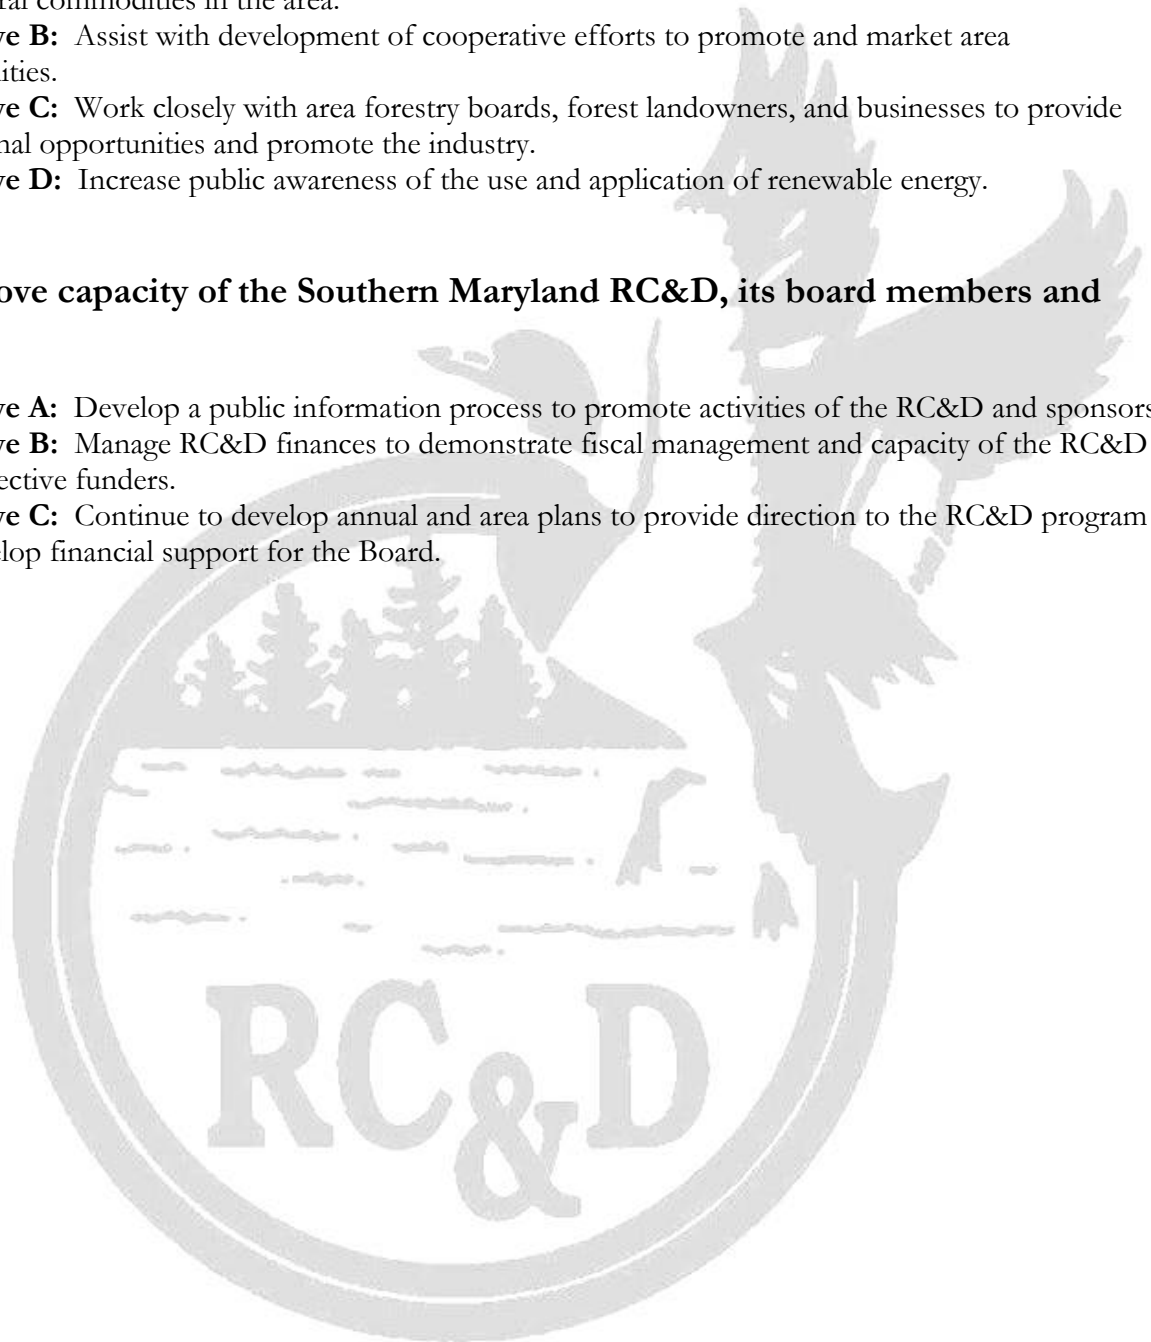 ral commodities in the area.
ve B: Assist with development of cooperative efforts to promote and market area
ities.
ve C: Work closely with area forestry boards, forest landowners, and businesses to provide
nal opportunities and promote the industry.
ve D: Increase public awareness of the use and application of renewable energy.
ove capacity of the Southern Maryland RC&D, its board members and
ve A: Develop a public information process to promote activities of the RC&D and sponsors
ve B: Manage RC&D finances to demonstrate fiscal management and capacity of the RC&D
ective funders.
ve C: Continue to develop annual and area plans to provide direction to the RC&D program
elop financial support for the Board.
RC&D